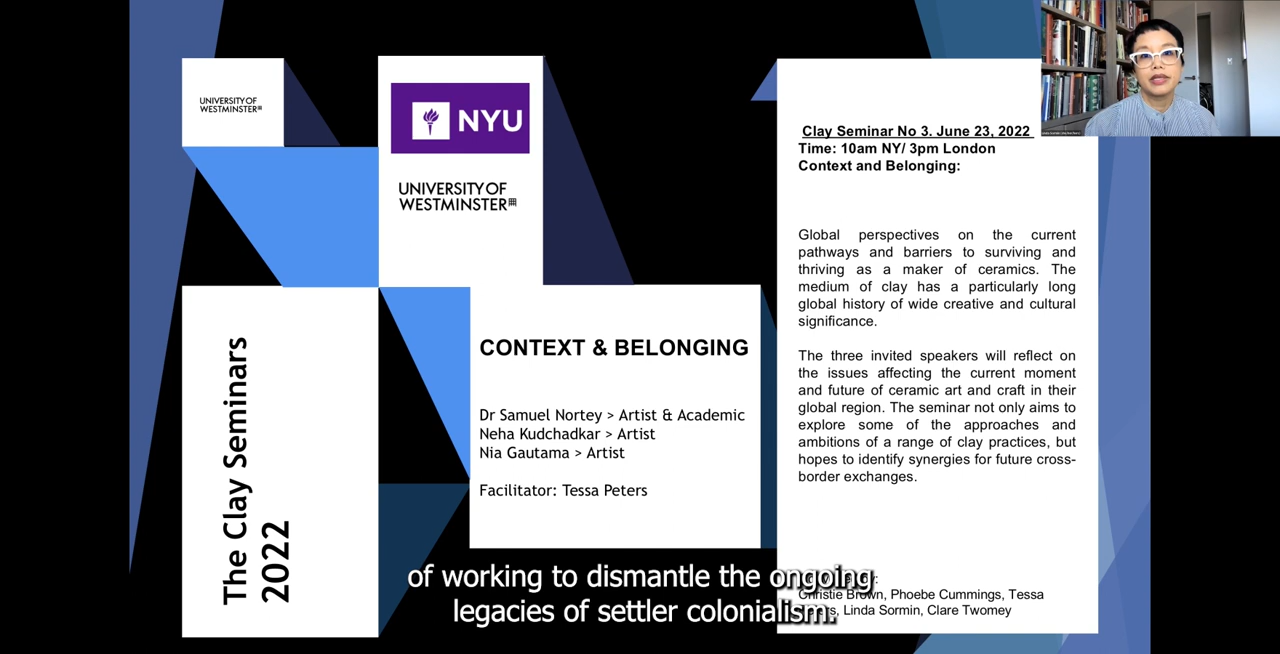 UNIVERSITY OF
WESTMINSTER
NYU
UNIVERSITY OF
WESTMINSTER
The Clay Seminars
2022
CONTEXT & BELONGING
Dr Samuel Nortey > Artist & Academic
Neha Kudchadkar > Artist
Nia Gautama > Artist
Facilitator: Tessa Peters
Clay Seminar No 3. June 23, 2022
Time: 10am NY/ 3pm London
Context and Belonging:
Global perspectives on the current
pathways and barriers to surviving and
thriving as a maker of ceramics. The
medium of clay has a particularly long
global history of wide creative and cultural
significance.
The three invited speakers will reflect on
the issues affecting the current moment
and future of ceramic art and craft in their
global region. The seminar not only aims to
explore some of the approaches and
ambitions of a range of clay practices, but
hopes to identify synergies for future cross-
border exchanges.
Christie Brown, Phoebe Cummings, Tessa
Linda Sormin, Clare Twomey
of working to dismantle the ongoing
legacies of settler colonialism.